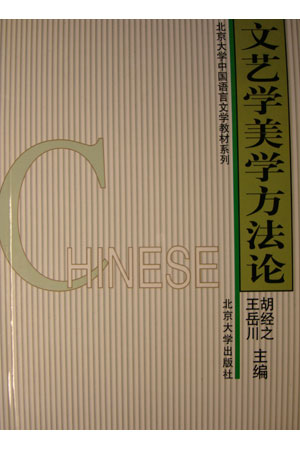 文艺学美学方法论
北京大学中国语言文学教材系列
CHINESE
胡经之
王岳川
主编
北京大学出版社